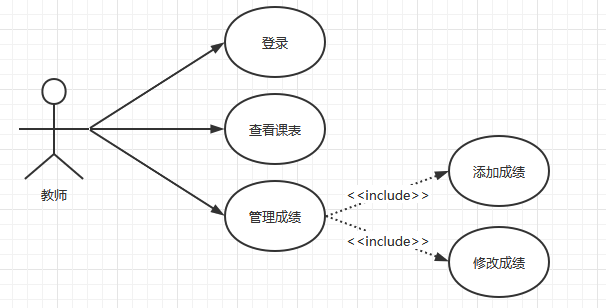 登录
查看课表
教师
管理成绩
<<include>>
添加成绩
<<include>>
修改成绩